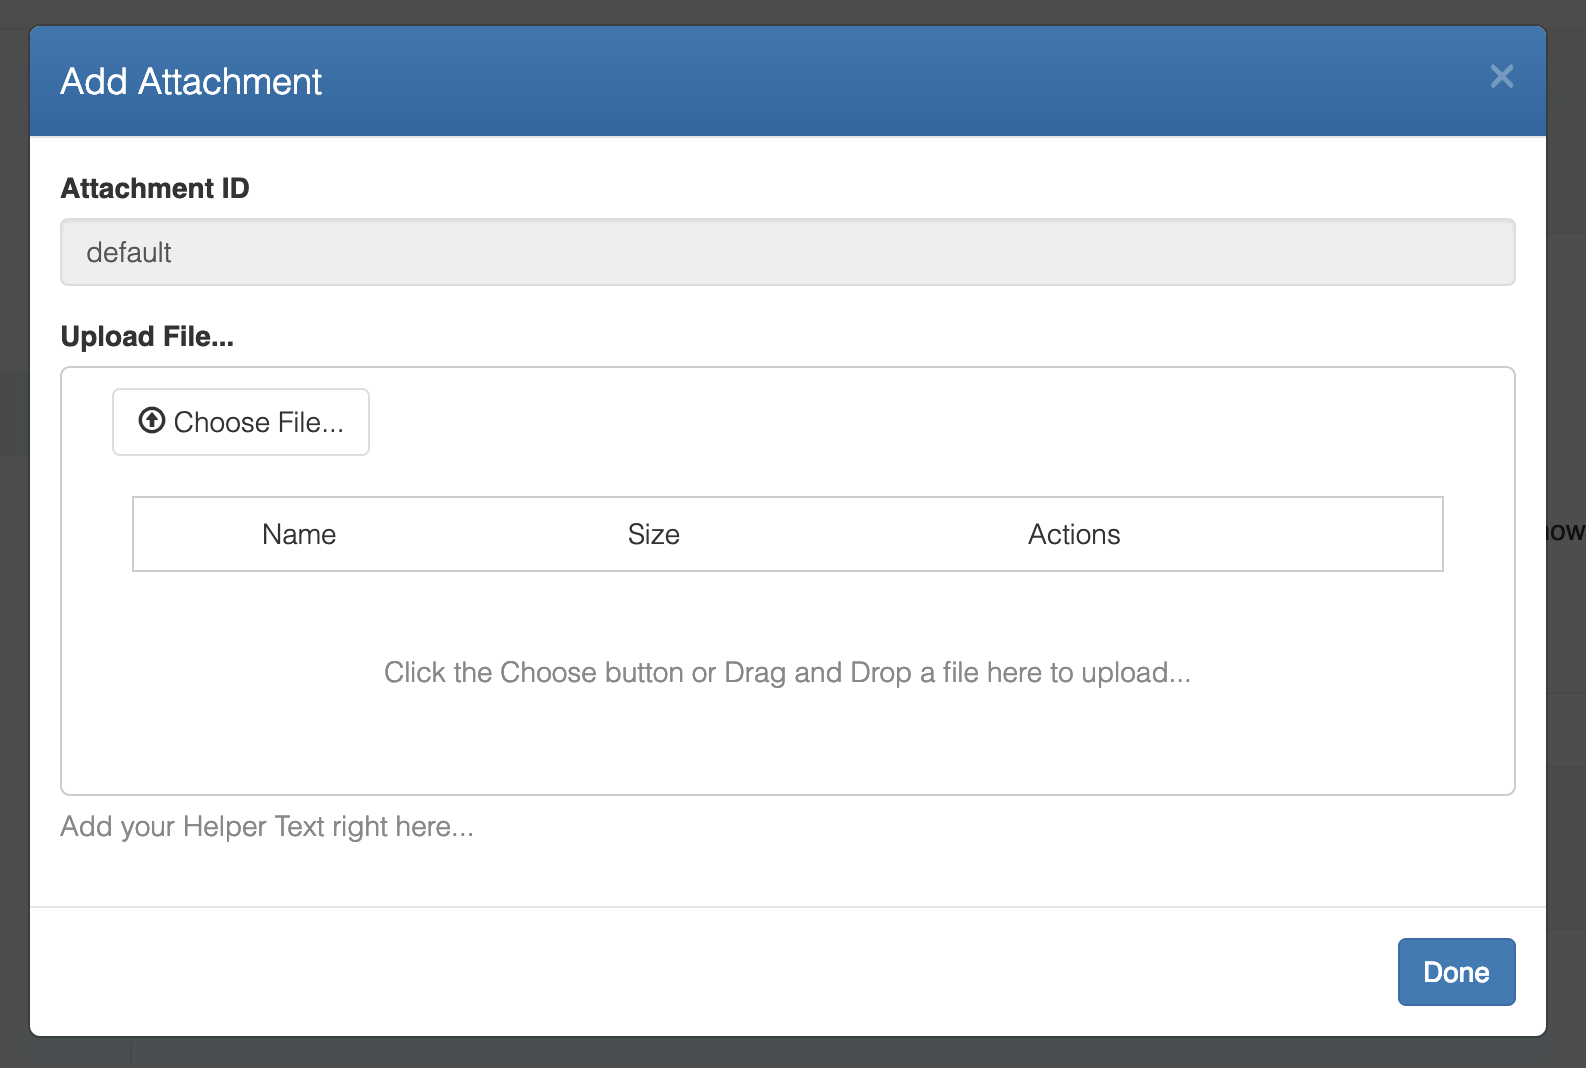 Add Attachment
Attachment ID
default
Upload File...
Choose File...
Name Size Actions
Click the Choose button or Drag and Drop a file here to upload...
Add your Helper Text right here...
Done